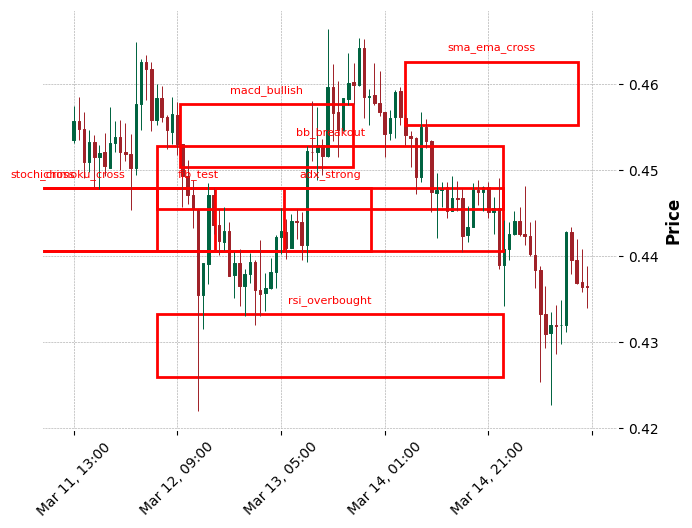 sma_ema_cross
0.46
macd_bullish
bb_breakout
0.45
fib_test
adx_strong
0.44
rsi_overbought
0.43
0.42
Price
Mar 11, 13:00
Mar 12, 09:00
Mar 13, 05:00
Mar 14, 01:00
Mar 14, 21:00